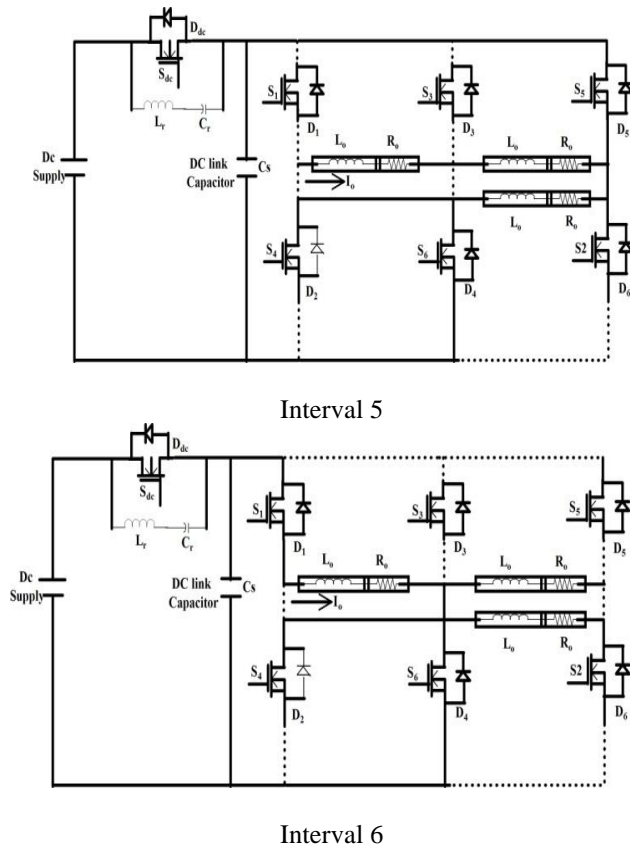 Ddc
Sdc
Lr
Cr
Dc
Supply
DC link
Capacitor
Cs
S1
D1
S3
D3
S5
D5
Lo
Ro
Lo
Ro
Io
Lo
Ro
S4
D2
S6
D4
S2
D6
Interval 5
Ddc
Sdc
Lr
Cr
Dc
Supply
DC link
Capacitor
Cs
S1
D1
S3
D3
S5
D5
Lo
Ro
Lo
Ro
Io
Lo
Ro
S4
D2
S6
D4
S2
D6
Interval 6